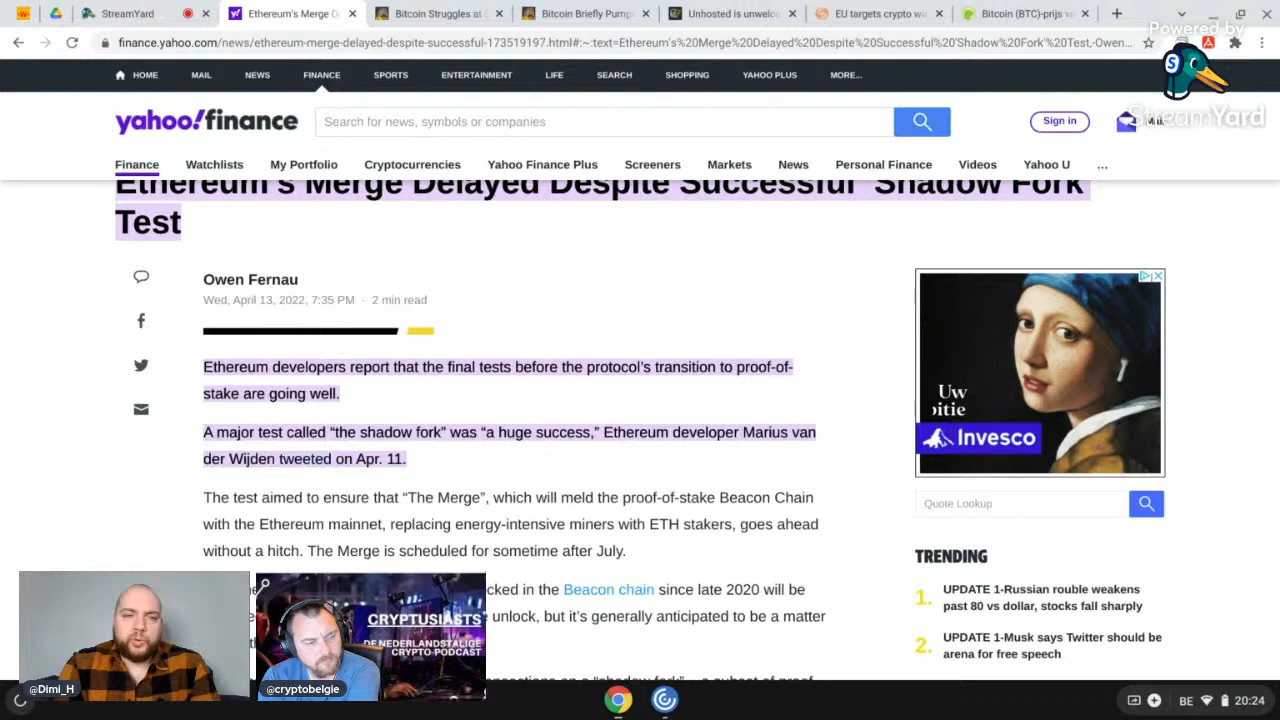 StreamYard
Ethereum's Merge D
Bitcoin Struggles at
Bitcoin Briefly Pump
Unhosted is unwelco
EU targets crypto wa
Bitcoin (BTC)-prijs va
Powered by
finance.yahoo.com/news/ethereum-merge-delayed-despite-successful-173519197.html#:~:text=Ethereum's%20Merge%20Delayed%20Despite%20Successful%20'Shadow%20Fork'%20Test,-Owen...
StreamYard
HOME MAIL NEWS FINANCE SPORTS ENTERTAINMENT LIFE SEARCH SHOPPING YAHOO PLUS MORE...
yahoo!finance
Search for news, symbols or companies
Sign in
Finance Watchlists My Portfolio Cryptocurrencies Yahoo Finance Plus Screeners Markets News Personal Finance Videos Yahoo U ...
Ethereum's Merge Delayed Despite Successful 'Shadow Fork'
Test
Owen Fernau
Wed, April 13, 2022, 7:35 PM · 2 min read
Ethereum developers report that the final tests before the protocol's transition to proof-of-
stake are going well.
A major test called “the shadow fork” was “a huge success,” Ethereum developer Marius van
der Wijden tweeted on Apr. 11.
The test aimed to ensure that “The Merge”, which will meld the proof-of-stake Beacon Chain
with the Ethereum mainnet, replacing energy-intensive miners with ETH stakers, goes ahead
without a hitch. The Merge is scheduled for sometime after July.
cked in the Beacon chain since late 2020 will be
unlock, but it's generally anticipated to be a matter
Uw
itie
Invesco
Quote Lookup
TRENDING
1. UPDATE 1-Russian rouble weakens
past 80 vs dollar, stocks fall sharply
2. UPDATE 1-Musk says Twitter should be
arena for free speech
CRYPTUSIASTS
DE NEDERLANDSTALIGE
CRYPTO PODCAST
@Dimi_H
@cryptobelgie
BE
20:24